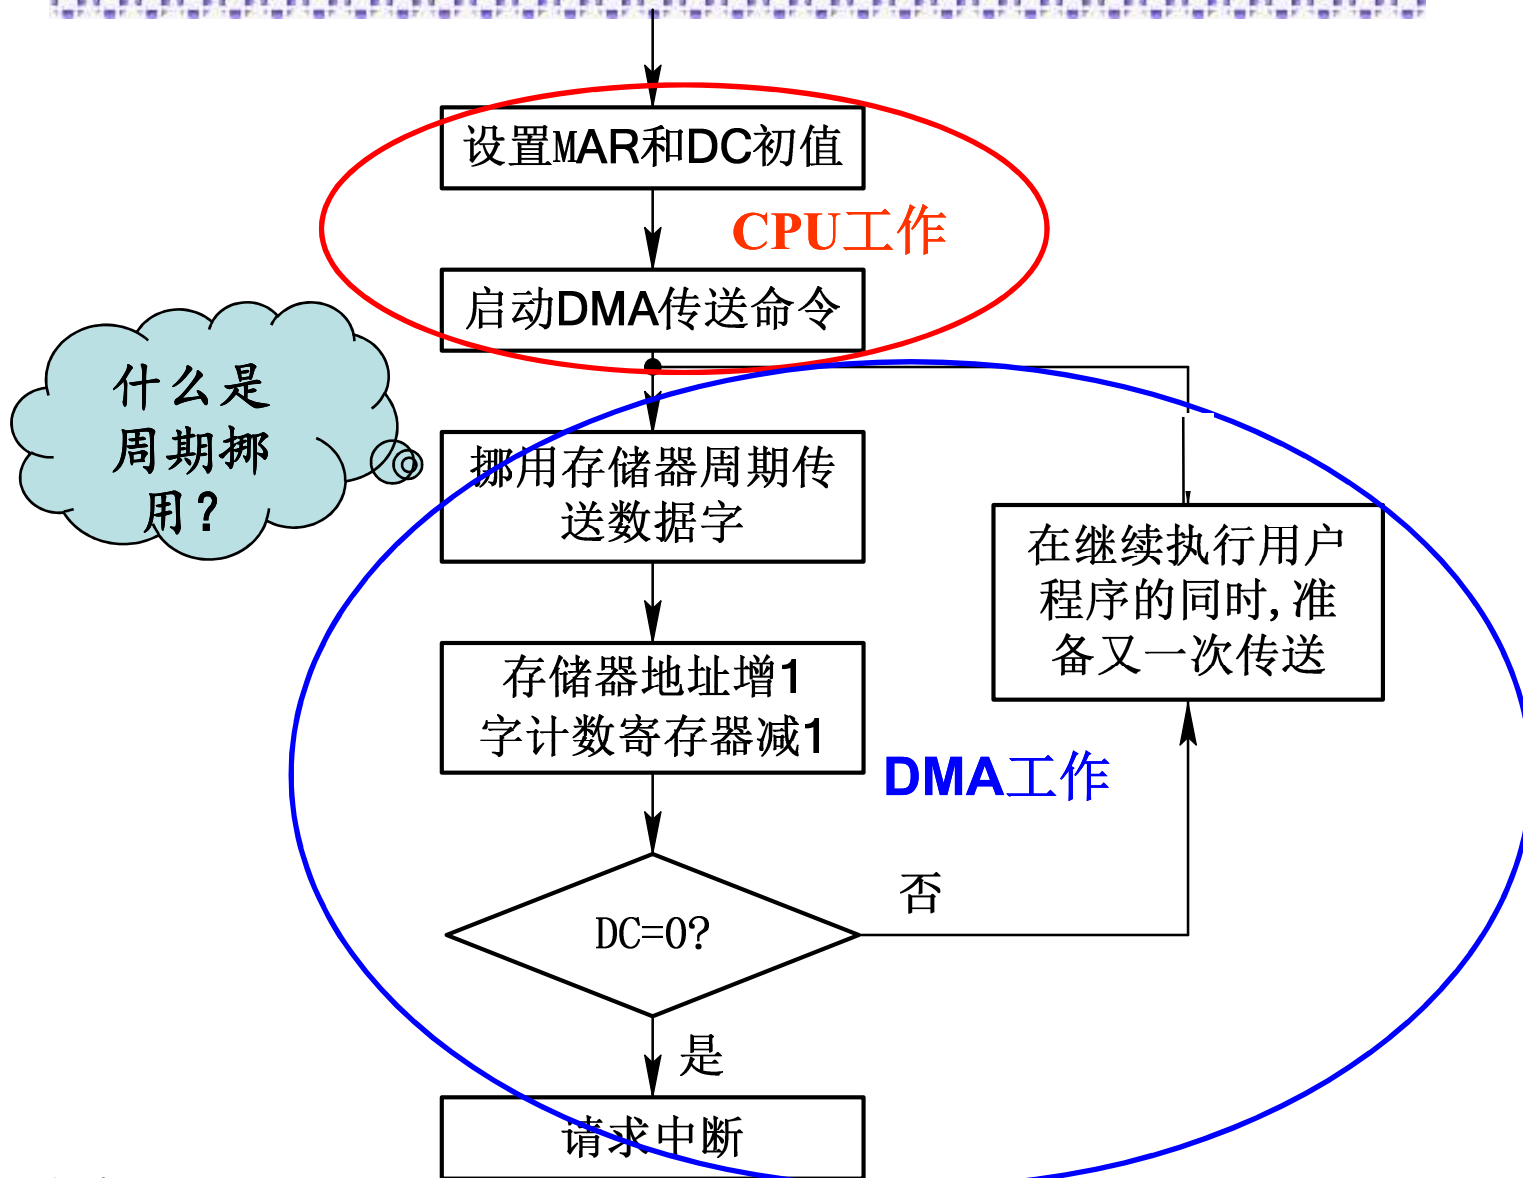 设置MAR和DC初值
CPU工作
启动DMA传送命令
什么是
周期挪
用?
挪用存储器周期传
送数据字
在继续执行用户
程序的同时,准
备又一次传送
存储器地址增1
字计数寄存器减1
DMA工作
DC=0?
否
是
请求中断